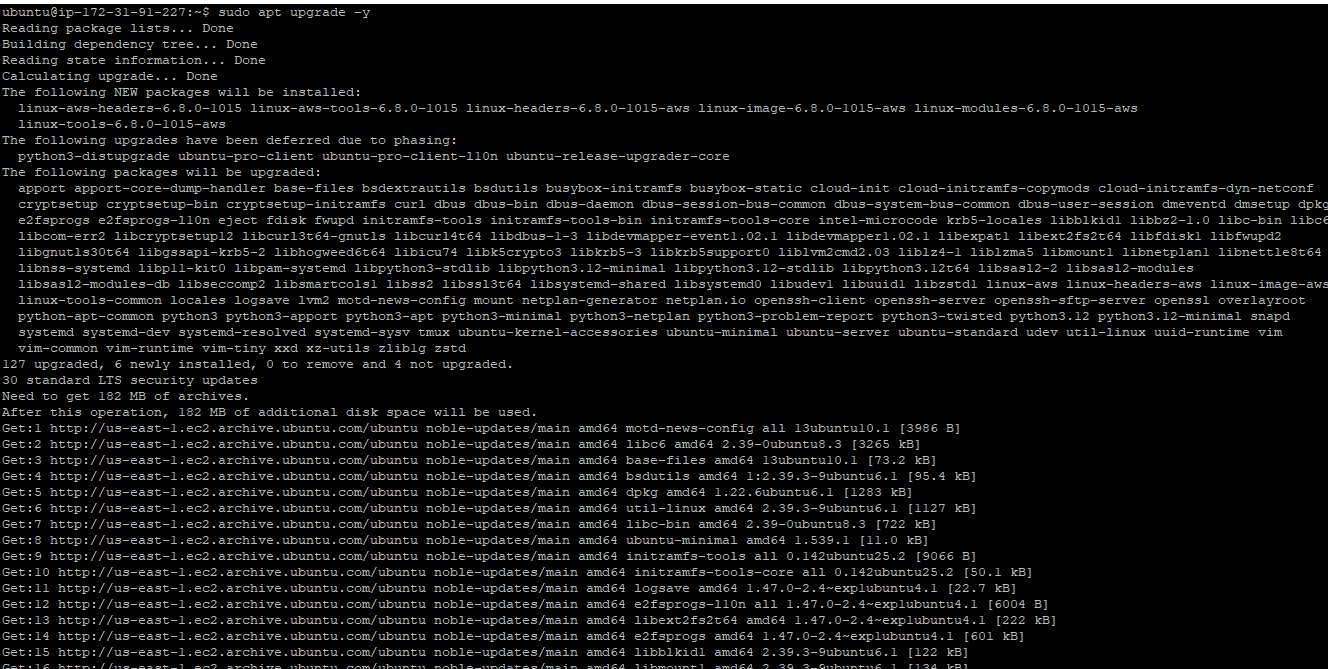 ubuntu@ip-172-31-91-227:~$ sudo apt upgrade -y
Reading package lists... Done
Building dependency tree... Done
Reading state information... Done
Calculating upgrade... Done
The following NEW packages will be installed:
  linux-aws-headers-6.8.0-1015 linux-aws-tools-6.8.0-1015 linux-headers-6.8.0-1015-aws linux-image-6.8.0-1015-aws linux-modules-6.8.0-1015-aws
  linux-tools-6.8.0-1015-aws
The following upgrades have been deferred due to phasing:
  python3-distupgrade ubuntu-pro-client ubuntu-pro-client-l10n ubuntu-release-upgrader-core
The following packages will be upgraded:
  apport apport-core-dump-handler base-files bsdextrautils bsdutils busybox-initramfs busybox-static cloud-init cloud-initramfs-copymods cloud-initramfs-dyn-netconf
  cryptsetup cryptsetup-bin cryptsetup-initramfs curl dbus dbus-bin dbus-daemon dbus-session-bus-common dbus-system-bus-common dbus-user-session dmeventd dmsetup dpkg
  e2fsprogs e2fsprogs-l10n eject fdisk fwupd initramfs-tools initramfs-tools-bin initramfs-tools-core intel-microcode krb5-locales libblkid1 libbz2-1.0 libc-bin libc6
  libcom-err2 libcryptsetup12 libcurl3t64-gnutls libcurl4t64 libdbus-1-3 libdevmapper-event1.02.1 libdevmapper1.02.1 libexpat1 libext2fs2t64 libfdisk1 libfwupd2
  libgnutls30t64 libgssapi-krb5-2 libhogweed6t64 libicu74 libk5crypto3 libkrb5-3 libkrb5support0 liblvm2cmd2.03 liblz4-1 liblzma5 libmount1 libnetplan1 libnettle8t64
  libnss-systemd libp11-kit0 libpam-systemd libpython3-stdlib libpython3.12-minimal libpython3.12-stdlib libpython3.12t64 libsasl2-2 libsasl2-modules
  libsasl2-modules-db libseccomp2 libsmartcols1 libss2 libssl3t64 libsystemd-shared libsystemd0 libudev1 libuuid1 libzstd1 linux-aws linux-headers-aws linux-image-aws
  linux-tools-common locales logsave lvm2 motd-news-config mount netplan-generator netplan.io openssh-client openssh-server openssh-sftp-server openssl overlayroot
  python-apt-common python3 python3-apport python3-apt python3-minimal python3-netplan python3-problem-report python3-twisted python3.12 python3.12-minimal snapd
  systemd systemd-dev systemd-resolved systemd-sysv tmux ubuntu-kernel-accessories ubuntu-minimal ubuntu-server ubuntu-standard udev util-linux uuid-runtime vim
  vim-common vim-runtime vim-tiny xxd xz-utils zlib1g zstd
127 upgraded, 6 newly installed, 0 to remove and 4 not upgraded.
30 standard LTS security updates
Need to get 182 MB of archives.
After this operation, 182 MB of additional disk space will be used.
Get:1 http://us-east-1.ec2.archive.ubuntu.com/ubuntu noble-updates/main amd64 motd-news-config all 13ubuntu10.1 [3986 B]
Get:2 http://us-east-1.ec2.archive.ubuntu.com/ubuntu noble-updates/main amd64 libc6 amd64 2.39-0ubuntu8.3 [3265 kB]
Get:3 http://us-east-1.ec2.archive.ubuntu.com/ubuntu noble-updates/main amd64 base-files amd64 13ubuntu10.1 [73.2 kB]
Get:4 http://us-east-1.ec2.archive.ubuntu.com/ubuntu noble-updates/main amd64 bsdutils amd64 1:2.39.3-9ubuntu6.1 [95.4 kB]
Get:5 http://us-east-1.ec2.archive.ubuntu.com/ubuntu noble-updates/main amd64 dpkg amd64 1.22.6ubuntu6.1 [1283 kB]
Get:6 http://us-east-1.ec2.archive.ubuntu.com/ubuntu noble-updates/main amd64 util-linux amd64 2.39.3-9ubuntu6.1 [1127 kB]
Get:7 http://us-east-1.ec2.archive.ubuntu.com/ubuntu noble-updates/main amd64 libc-bin amd64 2.39-0ubuntu8.3 [722 kB]
Get:8 http://us-east-1.ec2.archive.ubuntu.com/ubuntu noble-updates/main amd64 ubuntu-minimal amd64 1.539.1 [11.0 kB]
Get:9 http://us-east-1.ec2.archive.ubuntu.com/ubuntu noble-updates/main amd64 initramfs-tools all 0.142ubuntu25.2 [9066 B]
Get:10 http://us-east-1.ec2.archive.ubuntu.com/ubuntu noble-updates/main amd64 initramfs-tools-core all 0.142ubuntu25.2 [50.1 kB]
Get:11 http://us-east-1.ec2.archive.ubuntu.com/ubuntu noble-updates/main amd64 logsave amd64 1.47.0-2.4~exp1ubuntu4.1 [22.7 kB]
Get:12 http://us-east-1.ec2.archive.ubuntu.com/ubuntu noble-updates/main amd64 e2fsprogs-l10n all 1.47.0-2.4~exp1ubuntu4.1 [6004 B]
Get:13 http://us-east-1.ec2.archive.ubuntu.com/ubuntu noble-updates/main amd64 libext2fs2t64 amd64 1.47.0-2.4~exp1ubuntu4.1 [222 kB]
Get:14 http://us-east-1.ec2.archive.ubuntu.com/ubuntu noble-updates/main amd64 e2fsprogs amd64 1.47.0-2.4~exp1ubuntu4.1 [601 kB]
Get:15 http://us-east-1.ec2.archive.ubuntu.com/ubuntu noble-updates/main amd64 libblkid1 amd64 2.39.3-9ubuntu6.1 [122 kB]
Get:16 http://us-east-1.ec2.archive.ubuntu.com/ubuntu noble-updates/main amd64 libmount1 amd64 2.39.3-9ubuntu6.1 [134 kB]